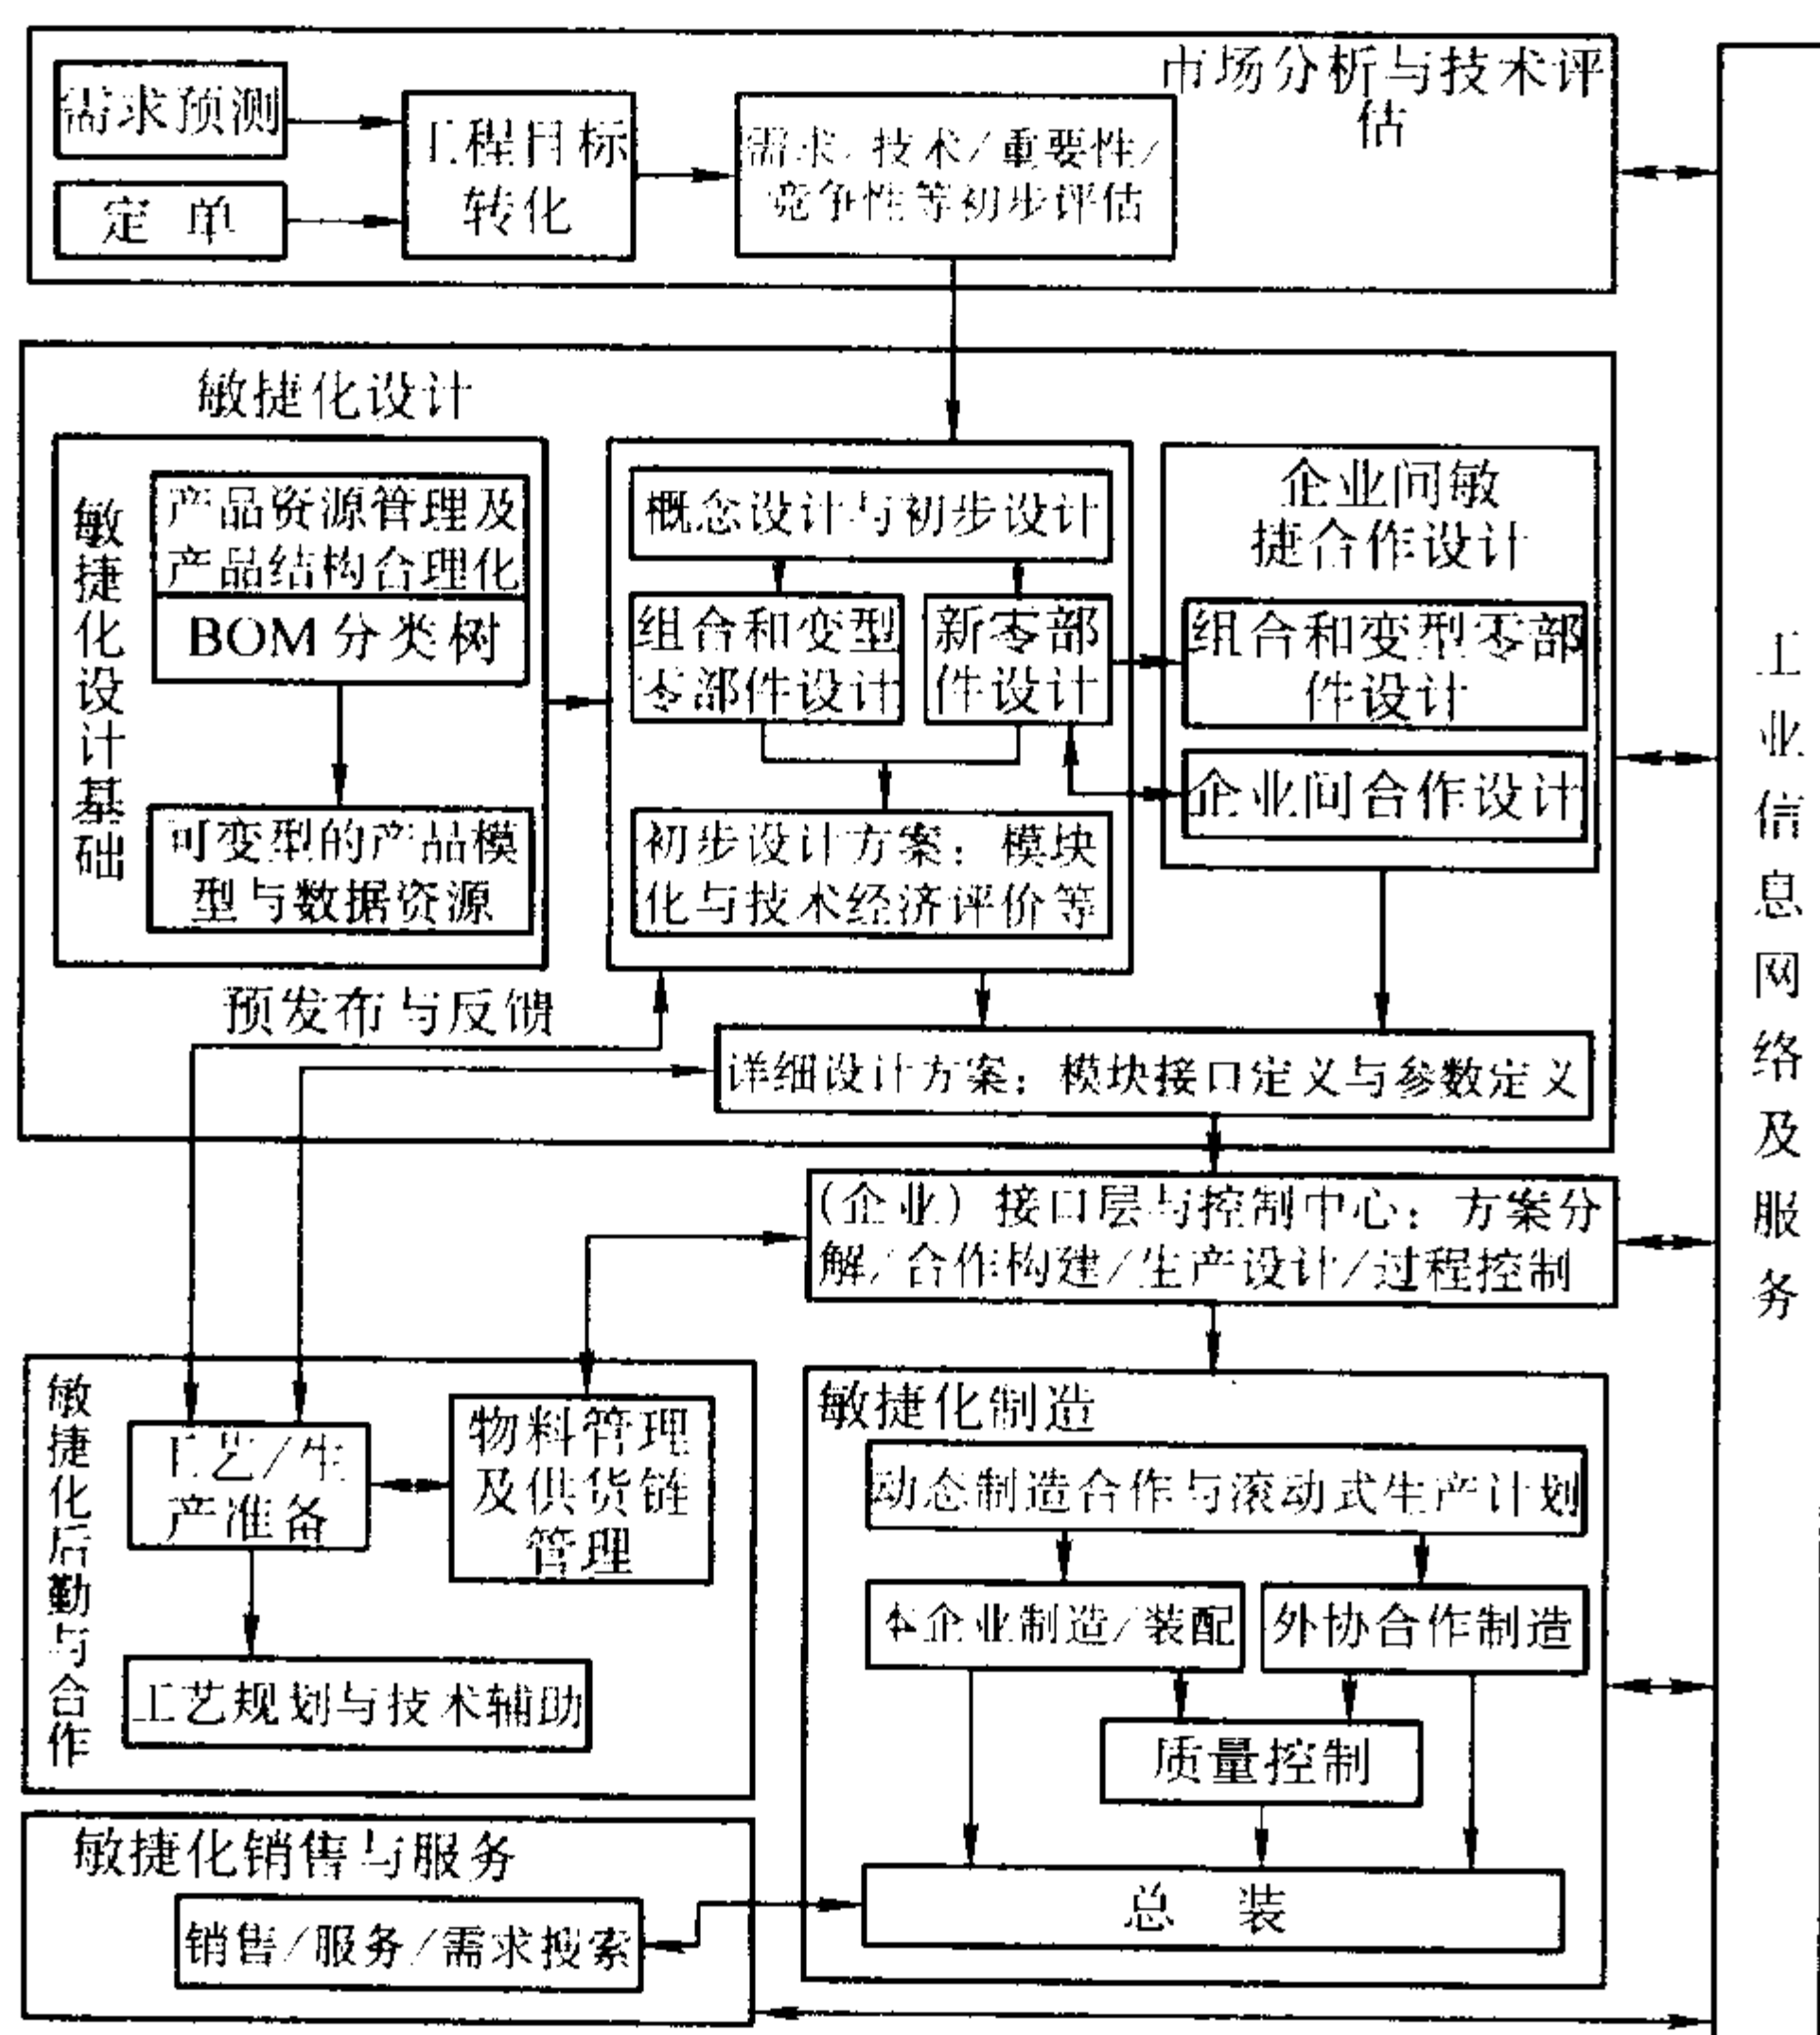 市场分析与技术评
估
需求预测
定 单
工程目标
转化
需求/技术/重要性/
竞争性等初步评估
敏捷化设计
敏捷化设计基础
产品资源管理及
产品结构合理化
BOM 分类树
可变型的产品模
型与数据资源
概念设计与初步设计
组合和变型
零部件设计
新零部
件设计
初步设计方案：模块
化与技术经济评价等
企业间敏
捷合作设计
组合和变型零部
件设计
企业间合作设计
预发布与反馈
详细设计方案：模块接口定义与参数定义
(企业) 接口层与控制中心：方案分
解/合作构建/生产设计/过程控制
敏捷化后勤与合作
工艺/生
产准备
物料管理
及供货链
管理
工艺规划与技术辅助
敏捷化制造
动态制造合作与滚动式生产计划
本企业制造/装配
外协合作制造
质量控制
总 装
敏捷化销售与服务
销售/服务/需求搜索
工业信息网络及服务